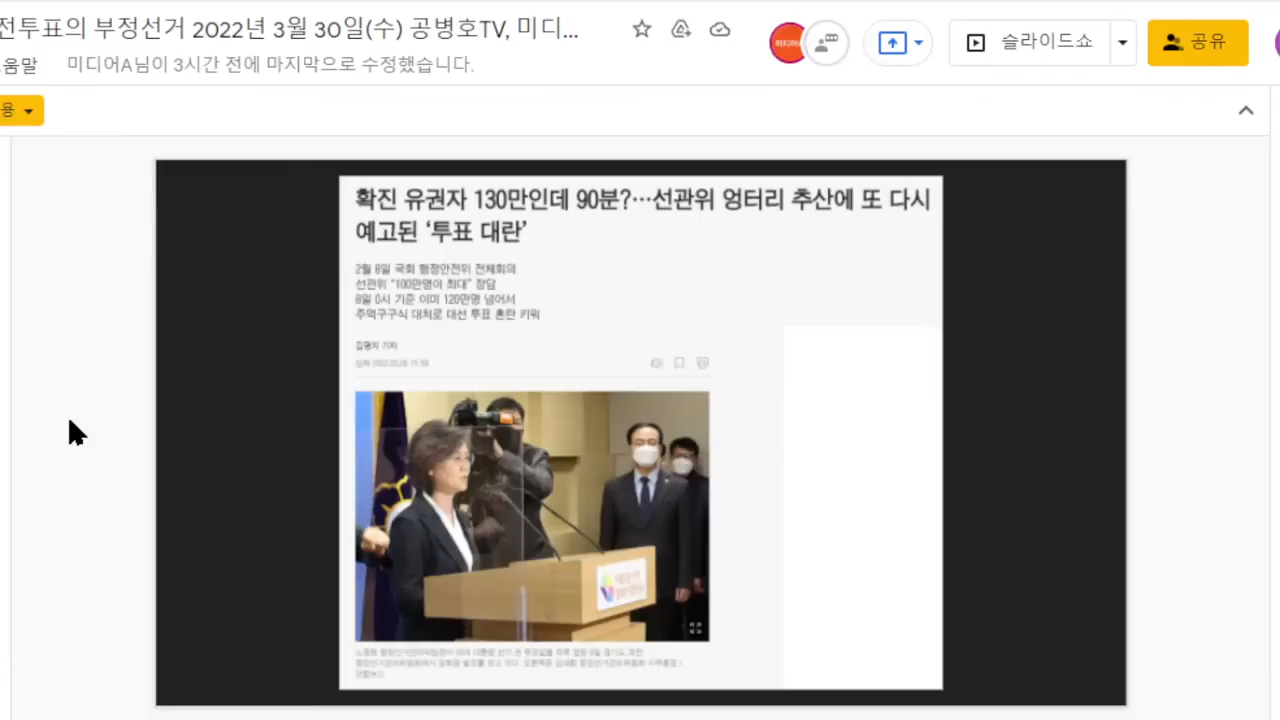 전투표의 부정선거 2022년 3월 30일(수) 공병호TV, 미디...
움말 미디어A님이 3시간 전에 마지막으로 수정했습니다.
슬라이드쇼
공유
용
확진 유권자 130만인데 90분?…선관위 엉터리 추산에 또 다시
예고된 ‘투표 대란’
2월 8일 국회 행정안전위 전체회의
선관위 “100만명이 최대” 장담
8일 0시 기준 이미 120만명 넘어서
주먹구구식 대처로 대선 투표 혼란 키워
기자